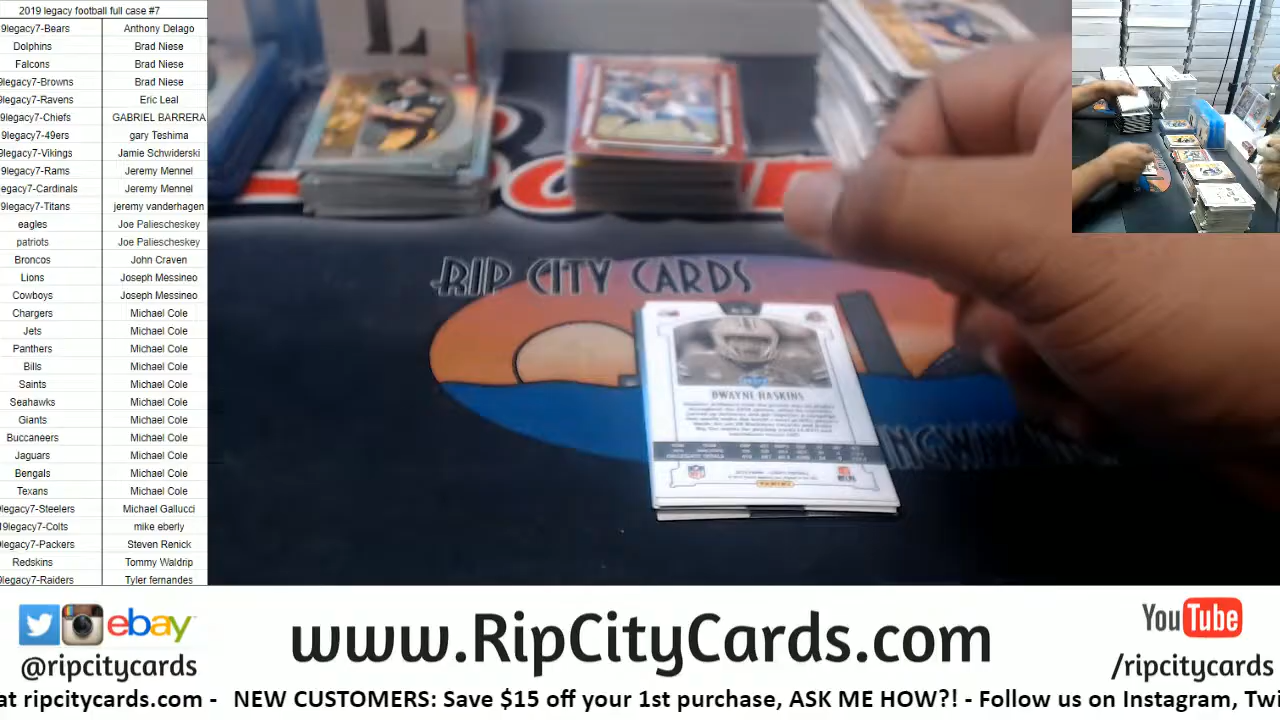 2019 legacy football full case #7
9legacy7-Bears Anthony Delago
Dolphins Brad Niese
Falcons Brad Niese
9legacy7-Browns Brad Niese
9legacy7-Ravens Eric Leal
9legacy7-Chiefs GABRIEL BARRERA
9legacy7-49ers gary Teshima
9legacy7-Vikings Jamie Schwiderski
9legacy7-Rams Jeremy Mennel
egacy7-Cardinals Jeremy Mennel
9legacy7-Titans jeremy vanderhagen
eagles Joe Paliescheskey
patriots Joe Paliescheskey
Broncos John Craven
Lions Joseph Messineo
Cowboys Joseph Messineo
Chargers Michael Cole
Jets Michael Cole
Panthers Michael Cole
Bills Michael Cole
Saints Michael Cole
Seahawks Michael Cole
Giants Michael Cole
Buccaneers Michael Cole
Jaguars Michael Cole
Bengals Michael Cole
Texans Michael Cole
9legacy7-Steelers Michael Gallucci
19legacy7-Colts mike eberly
9legacy7-Packers Steven Renick
Redskins Tommy Waldrip
9legacy7-Raiders Tyler fernandes
RIP CITY CARDS
DWAYNE HASKINS
PANINI
ebay
@ripcitycards
www.RipCityCards.com
YouTube
/ripcitycards
at ripcitycards.com - NEW CUSTOMERS: Save $15 off your 1st purchase, ASK ME HOW?! - Follow us on Instagram, Twi